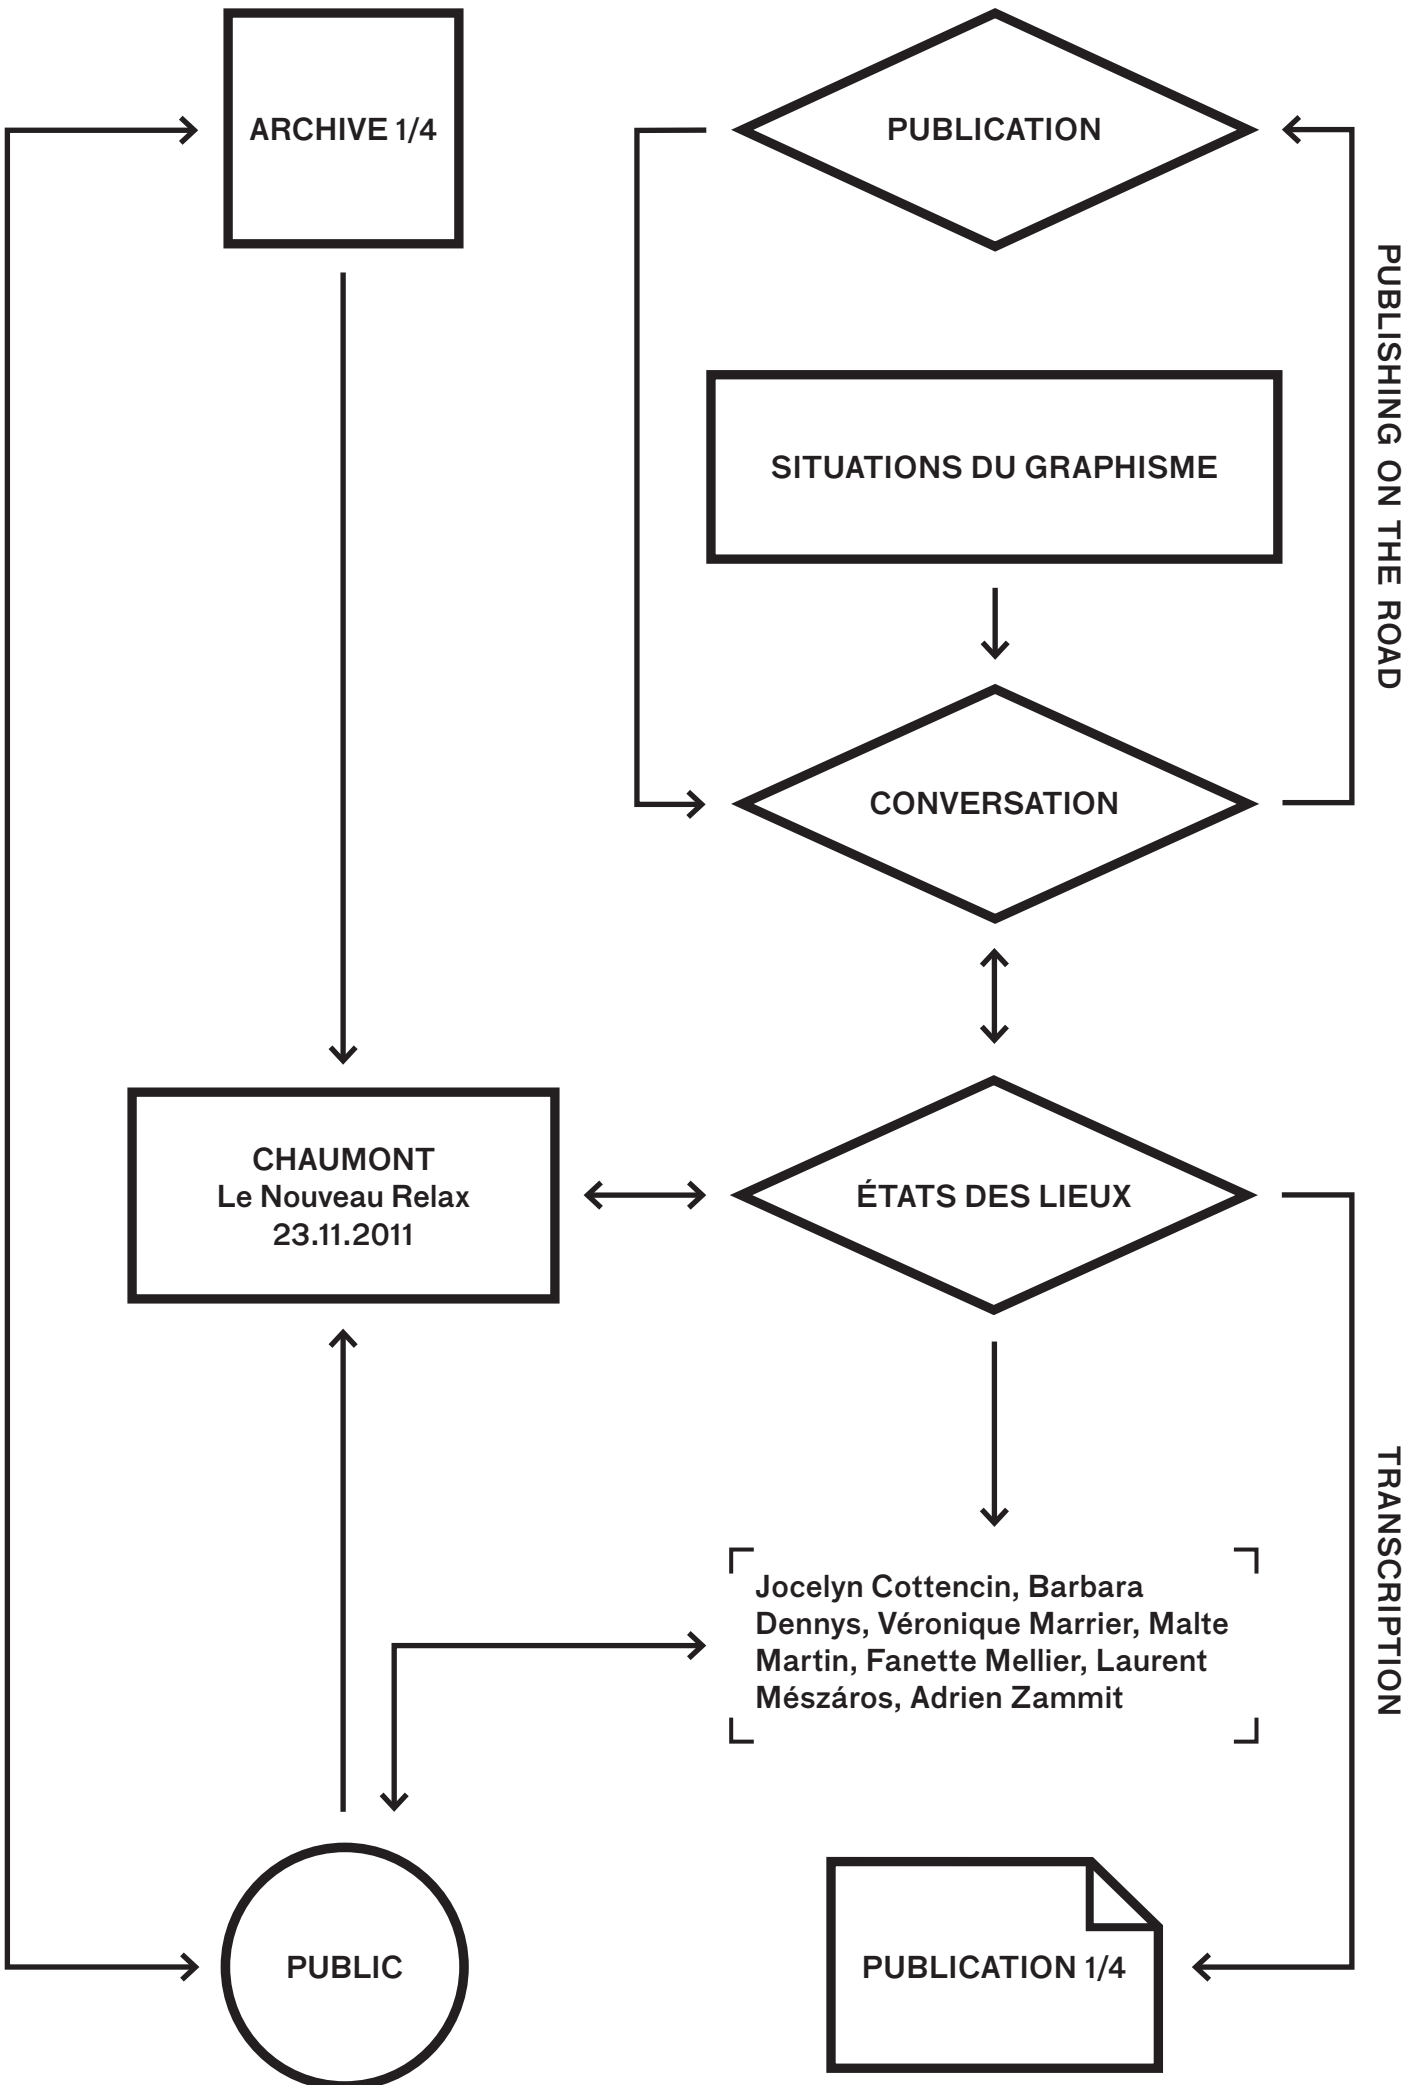 ARCHIVE 1/4
PUBLICATION
PUBLISHING ON THE ROAD
SITUATIONS DU GRAPHISME
CONVERSATION
CHAUMONT
Le Nouveau Relax
23.11.2011
ÉTATS DES LIEUX
TRANSCRIPTION
Jocelyn Cottencin, Barbara
Dennys, Véronique Marrier, Malte
Martin, Fanette Mellier, Laurent
Mészáros, Adrien Zammit
PUBLIC
PUBLICATION 1/4